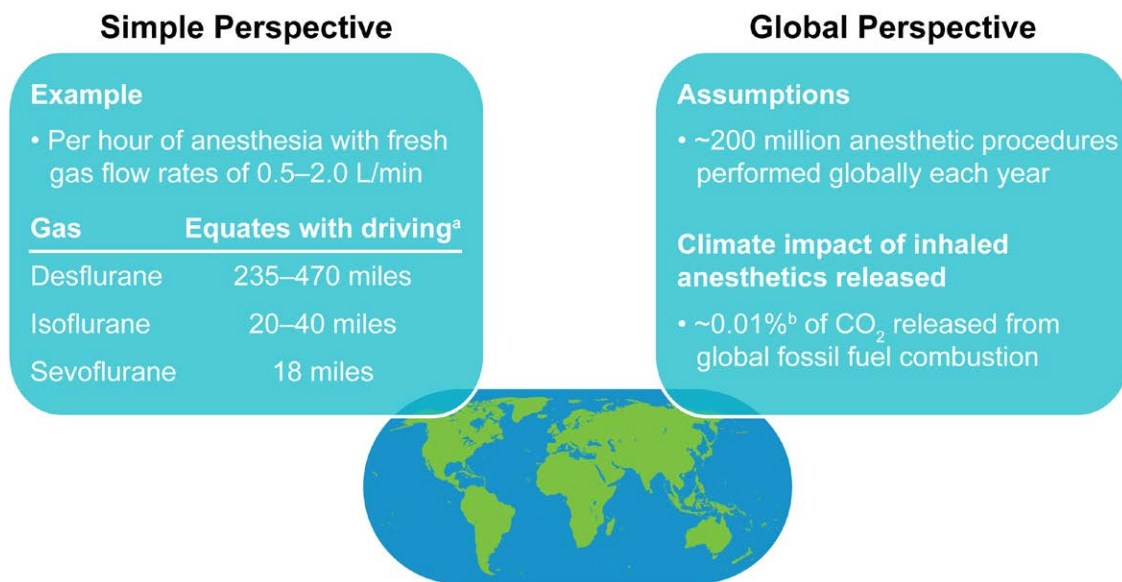 Simple Perspective
Example
• Per hour of anesthesia with fresh
gas flow rates of 0.5–2.0 L/min
Gas Equates with drivingᵃ
Desflurane 235–470 miles
Isoflurane 20–40 miles
Sevoflurane 18 miles
Global Perspective
Assumptions
• ~200 million anesthetic procedures
performed globally each year
Climate impact of inhaled
anesthetics released
• ~0.01%ᵇ of CO₂ released from
global fossil fuel combustion